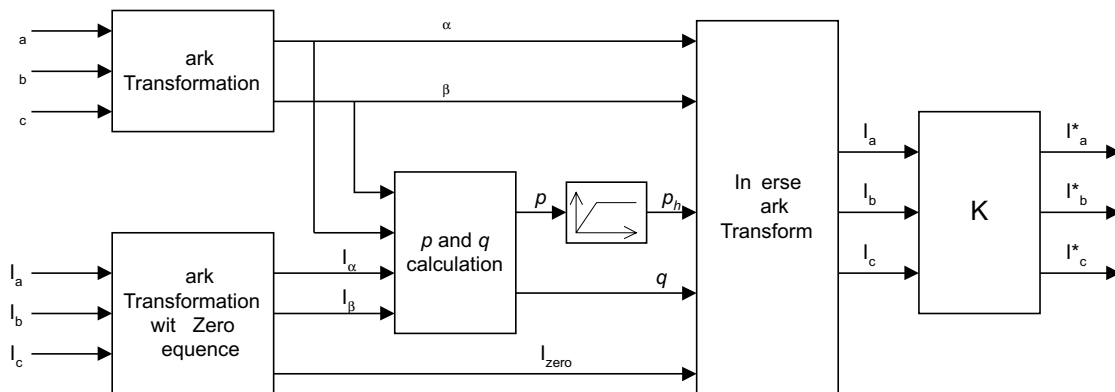 a
b
c
ark
Transformation
α
β
I_a
I_b
I_c
ark
Transformation
wit Zero
equence
I_α
I_β
p and q
calculation
p
p_h
q
I_zero
In erse
ark
Transform
I_a
I_b
I_c
K
I*_a
I*_b
I*_c